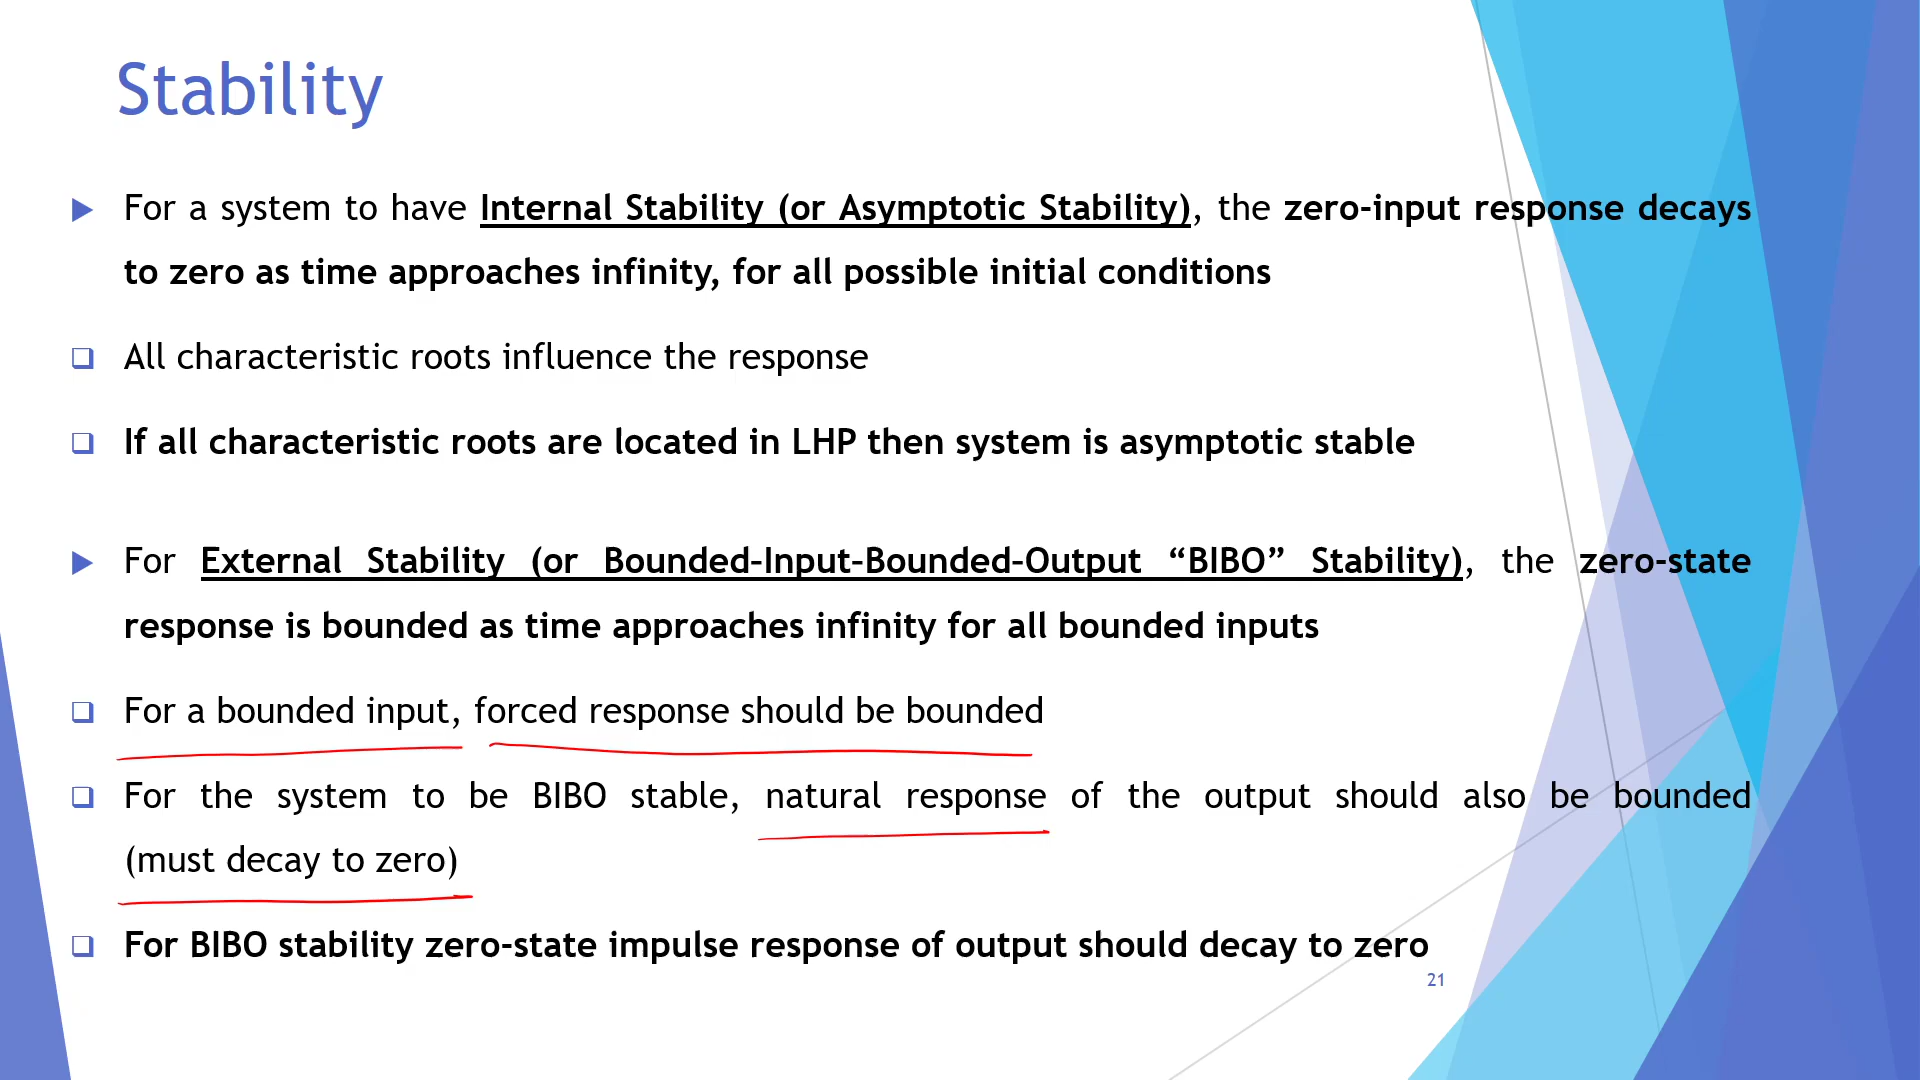 Stability
For a system to have Internal Stability (or Asymptotic Stability), the zero-input response decays
to zero as time approaches infinity, for all possible initial conditions
All characteristic roots influence the response
If all characteristic roots are located in LHP then system is asymptotic stable
For External Stability (or Bounded-Input-Bounded-Output “BIBO” Stability), the zero-state
response is bounded as time approaches infinity for all bounded inputs
For a bounded input, forced response should be bounded
For the system to be BIBO stable, natural response of the output should also be bounded
(must decay to zero)
For BIBO stability zero-state impulse response of output should decay to zero
21